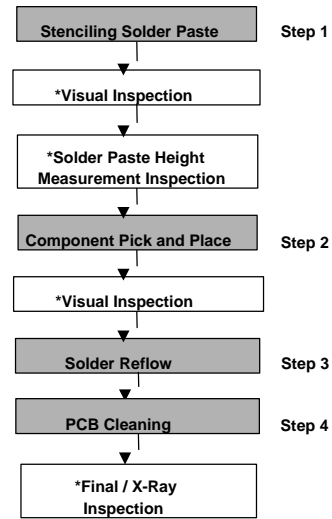 Stenciling Solder Paste Step 1
*Visual Inspection
*Solder Paste Height
Measurement Inspection
Component Pick and Place Step 2
*Visual Inspection
Solder Reflow Step 3
PCB Cleaning Step 4
*Final / X-Ray
Inspection